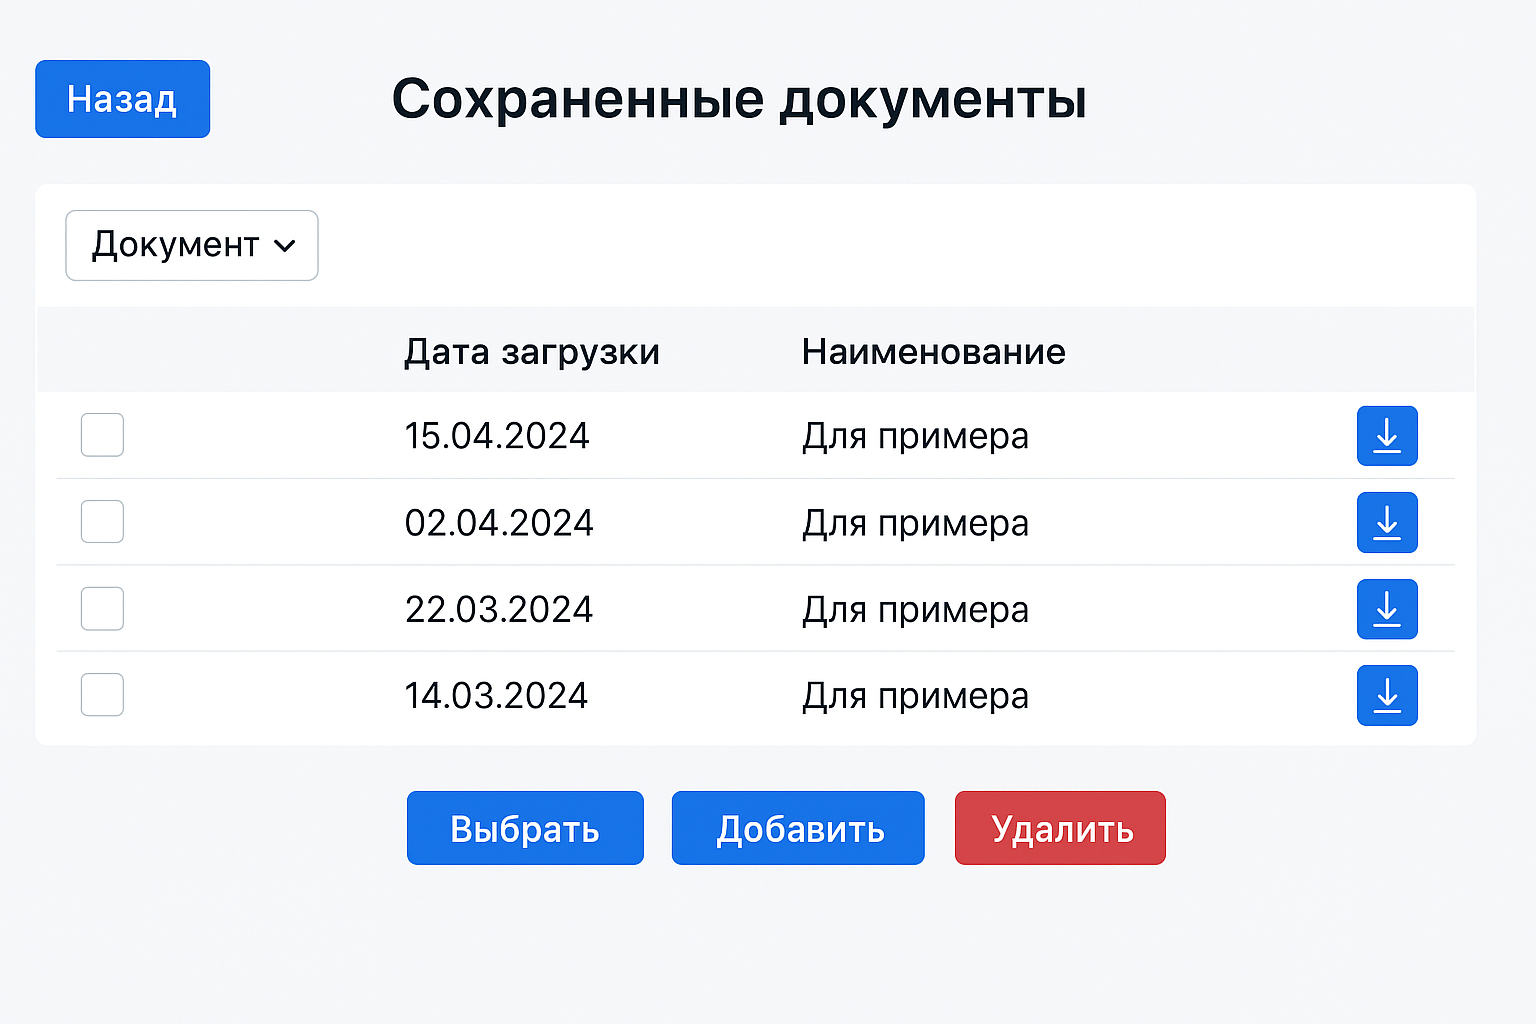 Назад
Сохраненные документы
Документ
Дата загрузки Наименование
15.04.2024 Для примера
02.04.2024 Для примера
22.03.2024 Для примера
14.03.2024 Для примера
Выбрать Добавить Удалить